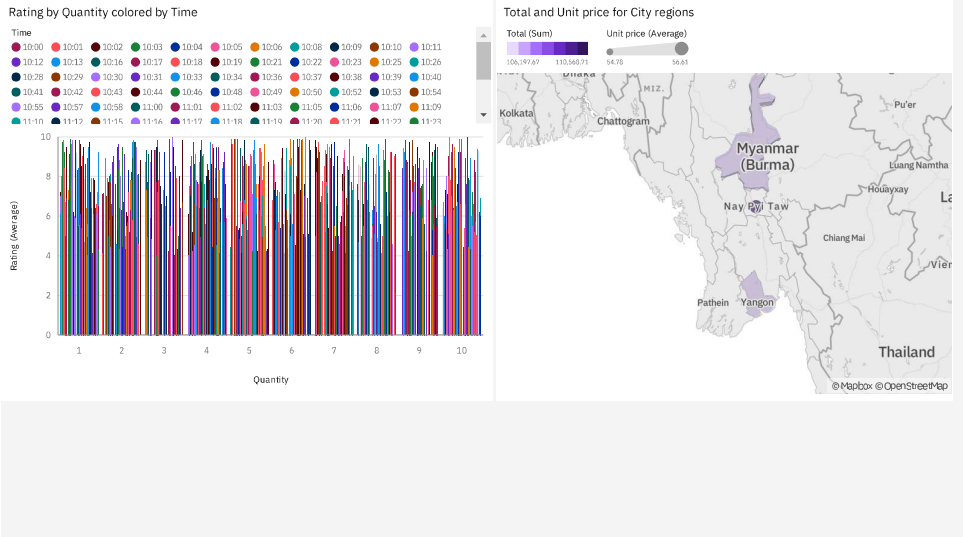 Rating by Quantity colored by Time
Time
10:00 10:01 10:02 10:03 10:04 10:05 10:06 10:08 10:09 10:10 10:11
10:12 10:13 10:16 10:17 10:18 10:19 10:21 10:22 10:23 10:25 10:26
10:28 10:29 10:30 10:31 10:33 10:34 10:36 10:37 10:38 10:39 10:40
10:41 10:42 10:43 10:44 10:46 10:48 10:49 10:50 10:52 10:53 10:54
10:55 10:57 10:58 11:00 11:01 11:02 11:03 11:05 11:06 11:07 11:09
11:10 11:12 11:15 11:16 11:17 11:18 11:19 11:20 11:21 11:22 11:23
Rating (Average)
10
8
6
4
2
0
1 2 3 4 5 6 7 8 9 10
Quantity
Total and Unit price for City regions
Total (Sum)
106,197.67 110,568.71
Unit price (Average)
54.78 56.61
Dhaka
MIZ.
Kolkata
Chattogram
Pu'er
Myanmar
(Burma)
Luang Namtha
Houayxay
Nay Pyi Taw
Chiang Mai
Pathein
Yangon
Thailand
© Mapbox © OpenStreetMap